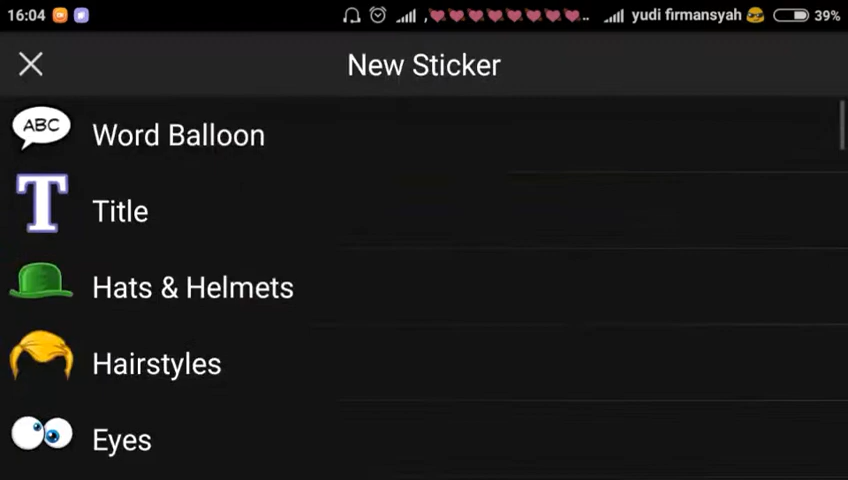 16:04
, .. yudi firmansyah 39%
New Sticker
ABC Word Balloon
T Title
Hats & Helmets
Hairstyles
Eyes